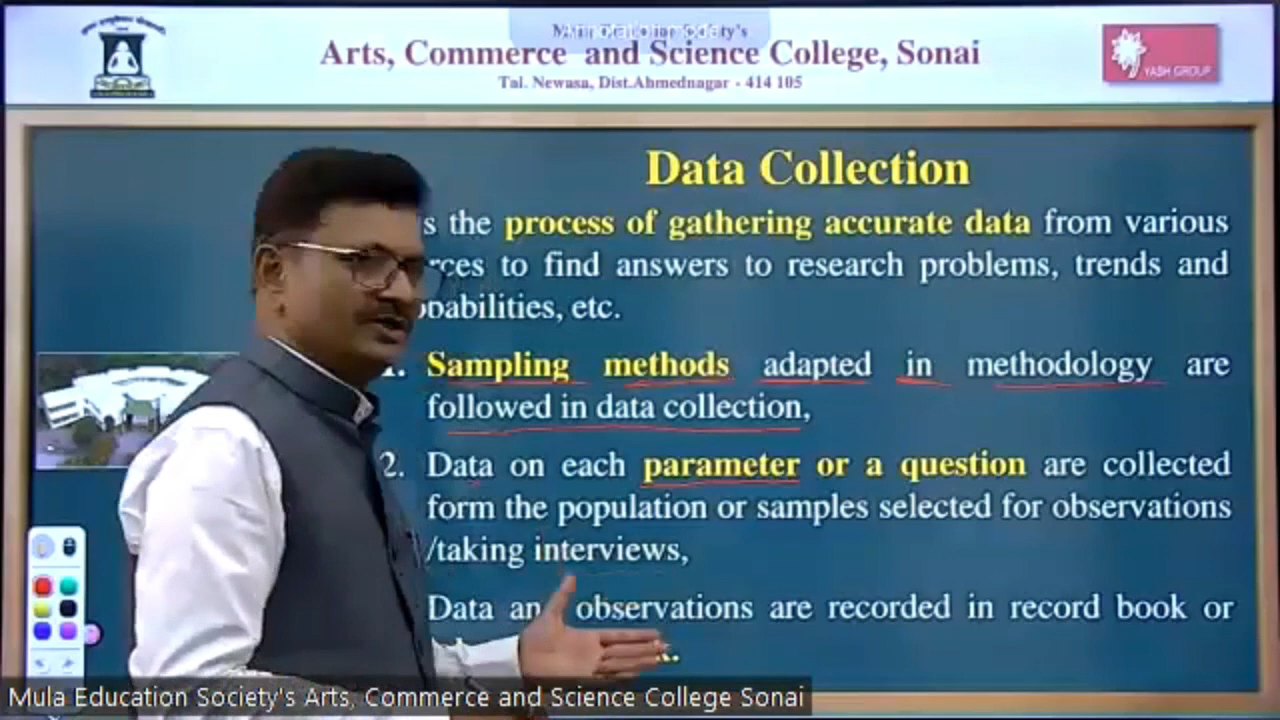 Arts, Commerce and Science College, Sonai
Tal. Newasa, Dist.Ahmednagar - 414 105
YASH GROUP
Data Collection
s the process of gathering accurate data from various
rces to find answers to research problems, trends and
babilities, etc.
1. Sampling methods adapted in methodology are
followed in data collection,
2. Data on each parameter or a question are collected
form the population or samples selected for observations
/taking interviews,
Data an observations are recorded in record book or
Mula Education Society's Arts, Commerce and Science College Sonai